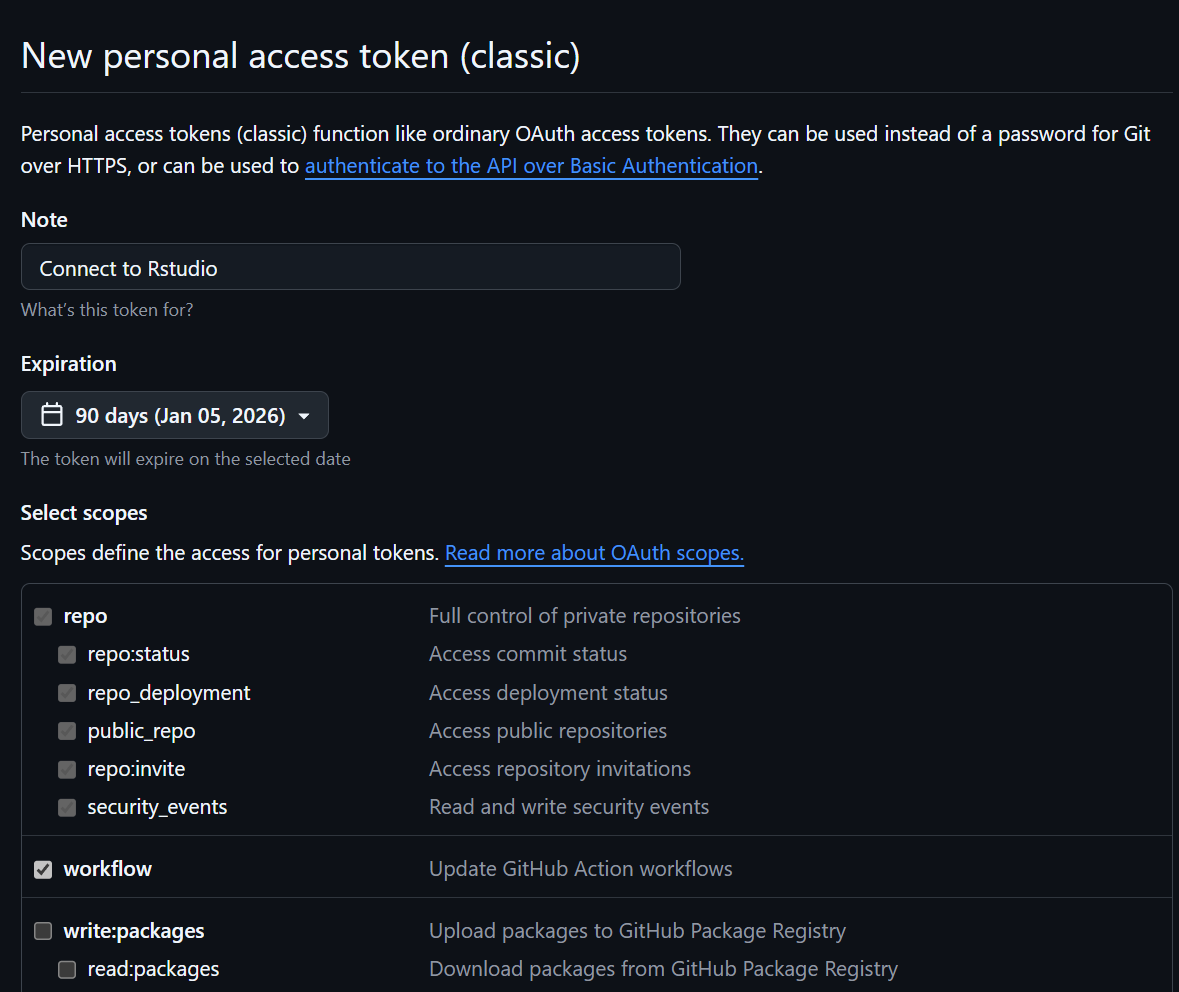 New personal access token (classic)
Personal access tokens (classic) function like ordinary OAuth access tokens. They can be used instead of a password for Git
over HTTPS, or can be used to authenticate to the API over Basic Authentication.
Note
Connect to Rstudio
What's this token for?
Expiration
90 days (Jan 05, 2026)
The token will expire on the selected date
Select scopes
Scopes define the access for personal tokens. Read more about OAuth scopes.
repo Full control of private repositories
repo:status Access commit status
repo_deployment Access deployment status
public_repo Access public repositories
repo:invite Access repository invitations
security_events Read and write security events
workflow Update GitHub Action workflows
write:packages Upload packages to GitHub Package Registry
read:packages Download packages from GitHub Package Registry